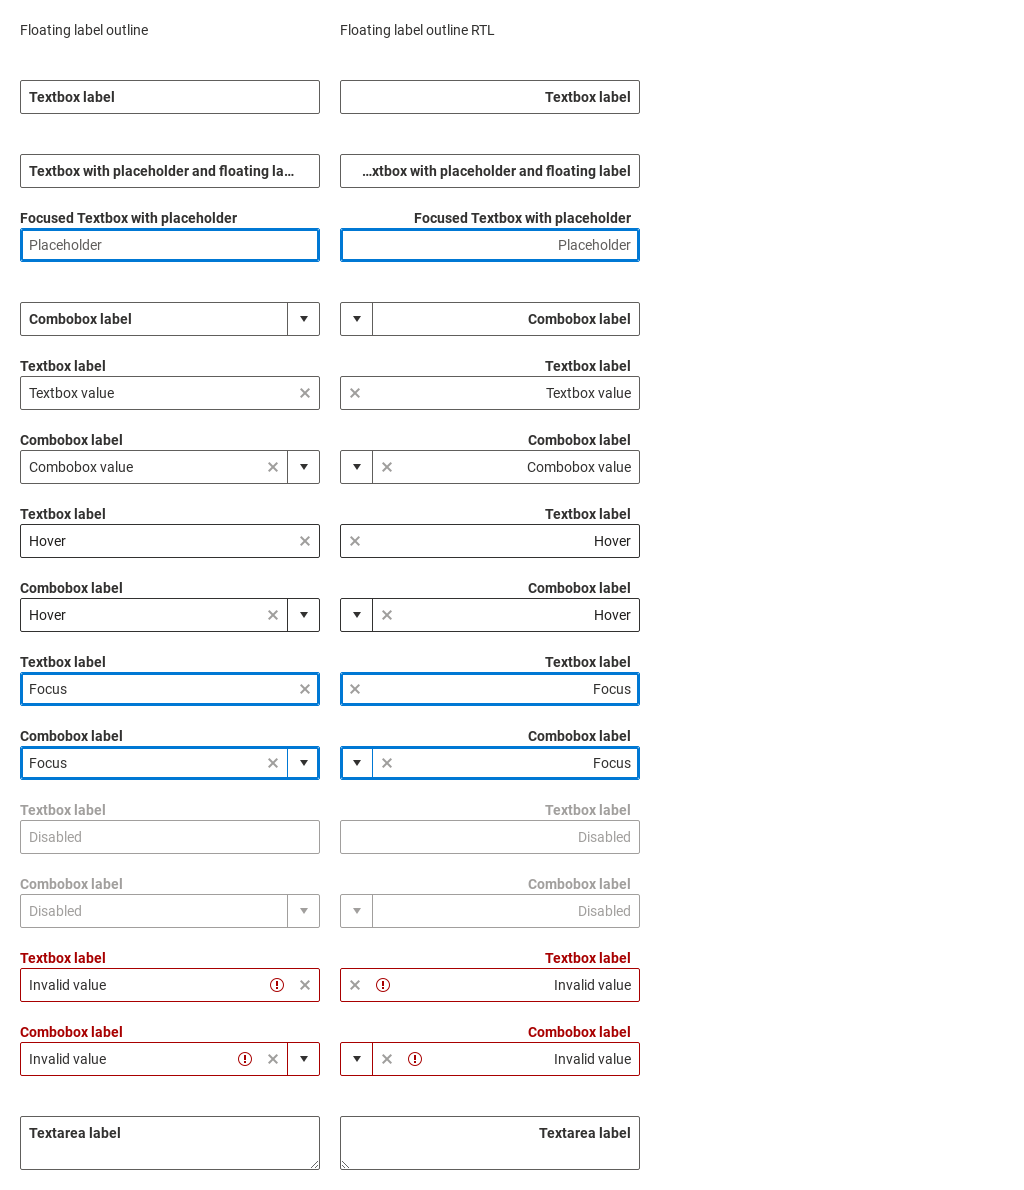 Floating label outline
Floating label outline RTL
Textbox label
Textbox label
Textbox with placeholder and floating la...
...xtbox with placeholder and floating label
Focused Textbox with placeholder
Focused Textbox with placeholder
Placeholder
Placeholder
Combobox label
Combobox label
Textbox label
Textbox label
Textbox value
Textbox value
Combobox label
Combobox label
Combobox value
Combobox value
Textbox label
Textbox label
Hover
Hover
Combobox label
Combobox label
Hover
Hover
Textbox label
Textbox label
Focus
Focus
Combobox label
Combobox label
Focus
Focus
Textbox label
Textbox label
Disabled
Disabled
Combobox label
Combobox label
Disabled
Disabled
Textbox label
Textbox label
Invalid value
Invalid value
Combobox label
Combobox label
Invalid value
Invalid value
Textarea label
Textarea label